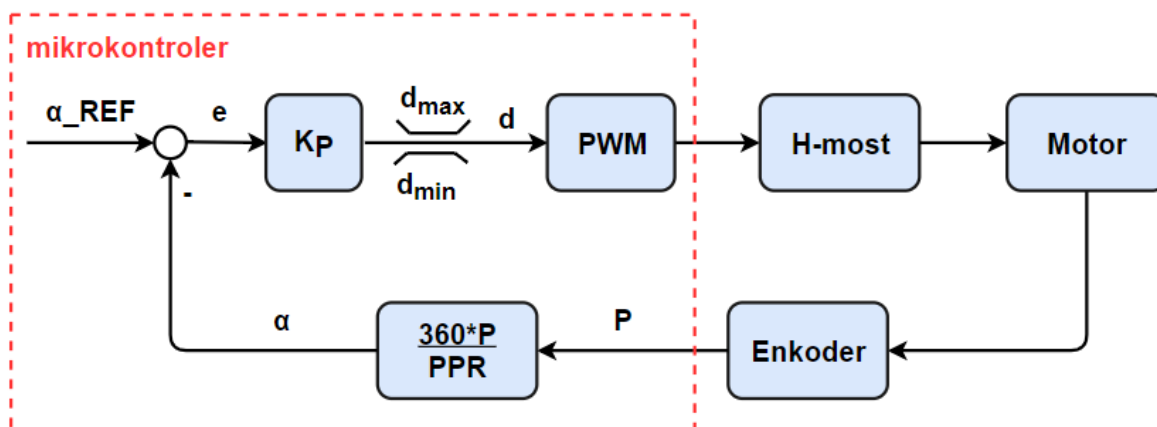 mikrokontroler
α_REF
e
KP
dmax
dmin
d
PWM
H-most
Motor
-
α
360*P
PPR
P
Enkoder